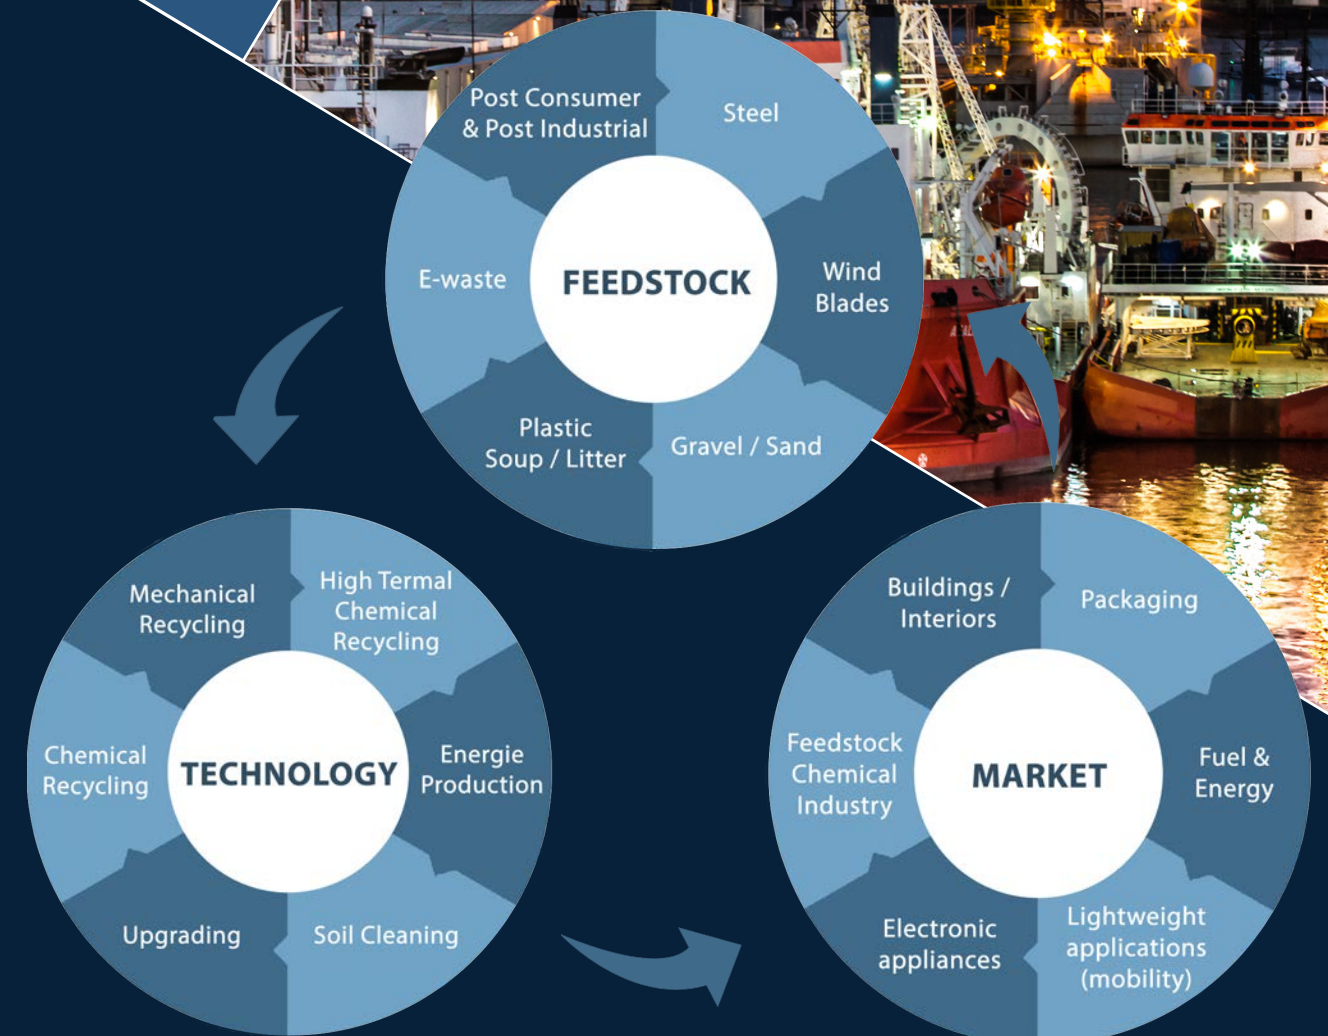 Post Consumer
& Post Industrial
Steel
E-waste
FEEDSTOCK
Wind
Blades
Plastic
Soup / Litter
Gravel / Sand
Mechanical
Recycling
High Termal
Chemical
Recycling
Chemical
Recycling
TECHNOLOGY
Energie
Production
Upgrading
Soil Cleaning
Buildings /
Interiors
Packaging
Feedstock
Chemical
Industry
MARKET
Fuel &
Energy
Electronic
appliances
Lightweight
applications
(mobility)